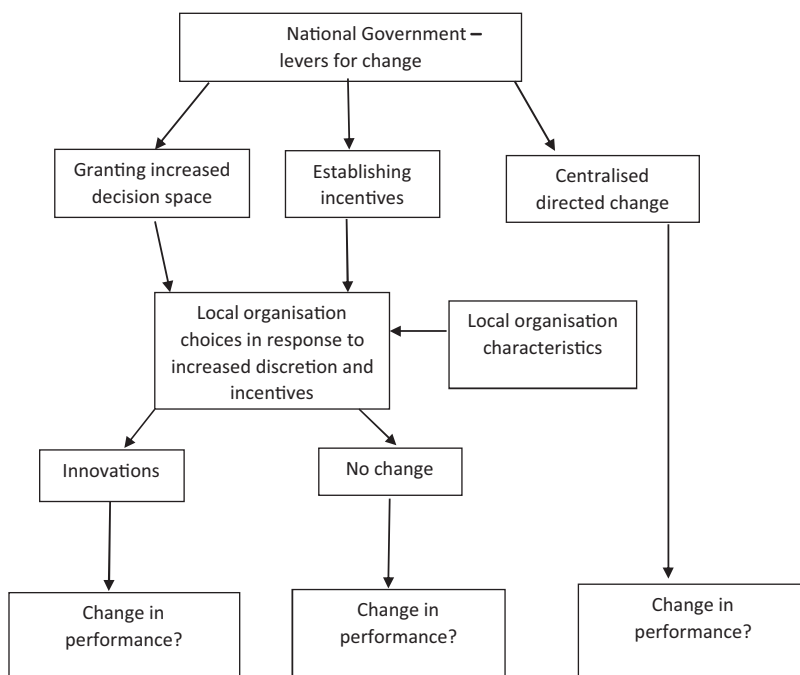 National Government –
levers for change
Granting increased
decision space
Establishing
incentives
Centralised
directed change
Local organisation
choices in response to
increased discretion and
incentives
Local organisation
characteristics
Innovations
No change
Change in
performance?
Change in
performance?
Change in
performance?